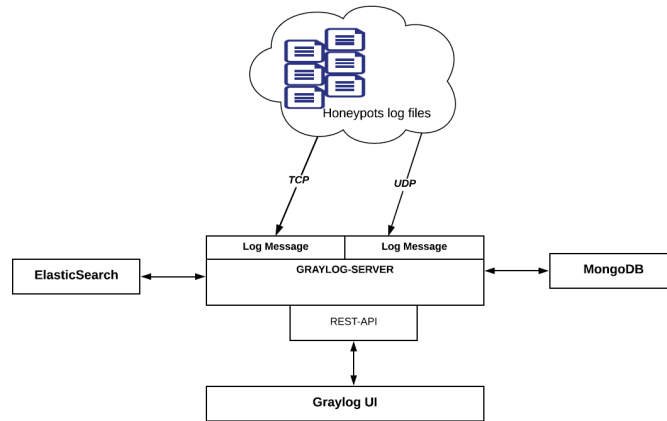 Honeypots log files
TCP
UDP
Log Message
Log Message
GRAYLOG-SERVER
ElasticSearch
MongoDB
REST-API
Graylog UI